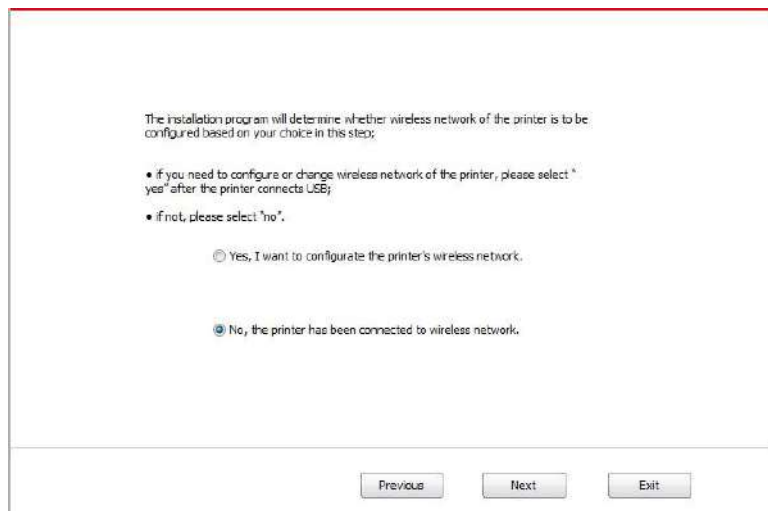 The installation program will determine whether wireless network of the printer is to be
configured based on your choice in this step;
• if you need to configure or change wireless network of the printer, please select "
yes" after the printer connects USB;
• if not, please select "no".
Yes, I want to configurate the printer's wireless network.
No, the printer has been connected to wireless network.
Previous Next Exit